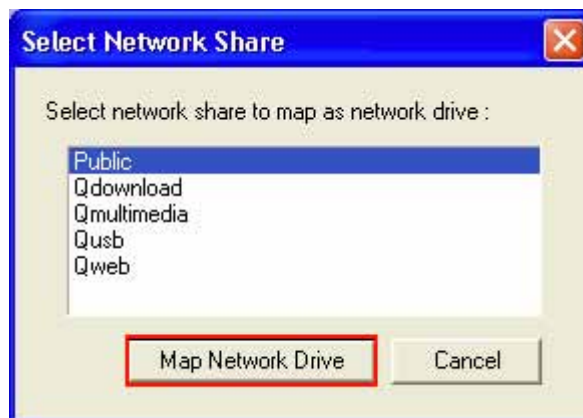 Select Network Share
Select network share to map as network drive :
Public
Qdownload
Qmultimedia
Qusb
Qweb
Map Network Drive
Cancel